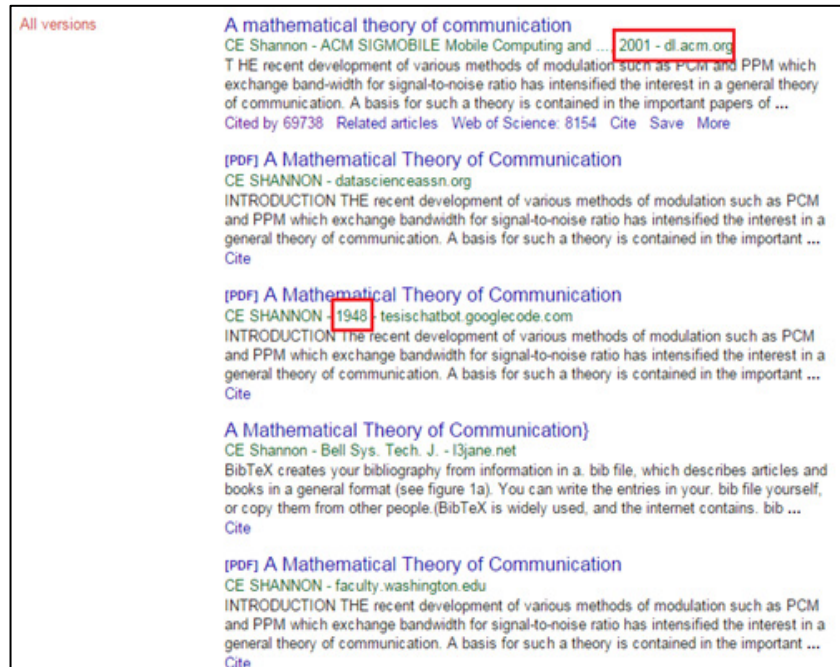 All versions
A mathematical theory of communication
CE Shannon - ACM SIGMOBILE Mobile Computing and ..., 2001 - dl.acm.org
T HE recent development of various methods of modulation such as PCM and PPM which
exchange band-width for signal-to-noise ratio has intensified the interest in a general theory
of communication. A basis for such a theory is contained in the important papers of ...
Cited by 69738 Related articles Web of Science: 8154 Cite Save More
[PDF] A Mathematical Theory of Communication
CE SHANNON - datascienceassn.org
INTRODUCTION THE recent development of various methods of modulation such as PCM
and PPM which exchange bandwidth for signal-to-noise ratio has intensified the interest in a
general theory of communication. A basis for such a theory is contained in the important ...
Cite
[PDF] A Mathematical Theory of Communication
CE SHANNON - 1948 - tesischatbot.googlecode.com
INTRODUCTION The recent development of various methods of modulation such as PCM
and PPM which exchange bandwidth for signal-to-noise ratio has intensified the interest in a
general theory of communication. A basis for such a theory is contained in the important ...
Cite
A Mathematical Theory of Communication}
CE Shannon - Bell Sys. Tech. J. - l3jane.net
BibTeX creates your bibliography from information in a. bib file, which describes articles and
books in a general format (see figure 1a). You can write the entries in your. bib file yourself,
or copy them from other people.(BibTeX is widely used, and the internet contains. bib ...
Cite
[PDF] A Mathematical Theory of Communication
CE SHANNON - faculty.washington.edu
INTRODUCTION THE recent development of various methods of modulation such as PCM
and PPM which exchange bandwidth for signal-to-noise ratio has intensified the interest in a
general theory of communication. A basis for such a theory is contained in the important ...
Cite